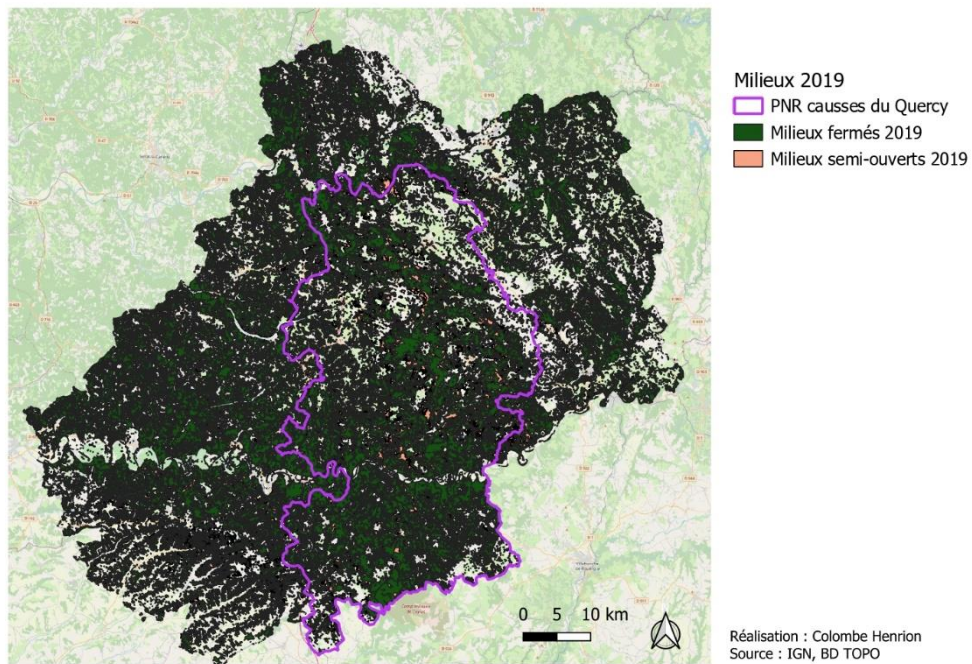 Milieux 2019
PNR causses du Quercy
Milieux fermés 2019
Milieux semi-ouverts 2019
0 5 10 km
Réalisation : Colombe Henrion
Source : IGN, BD TOPO